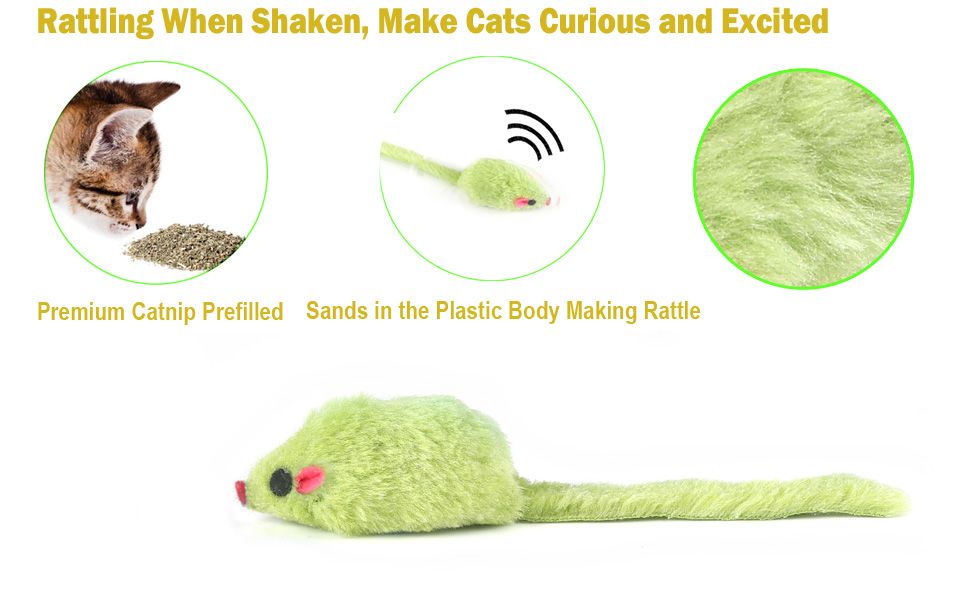 Rattling When Shaken, Make Cats Curious and Excited
Premium Catnip Prefilled
Sands in the Plastic Body Making Rattle